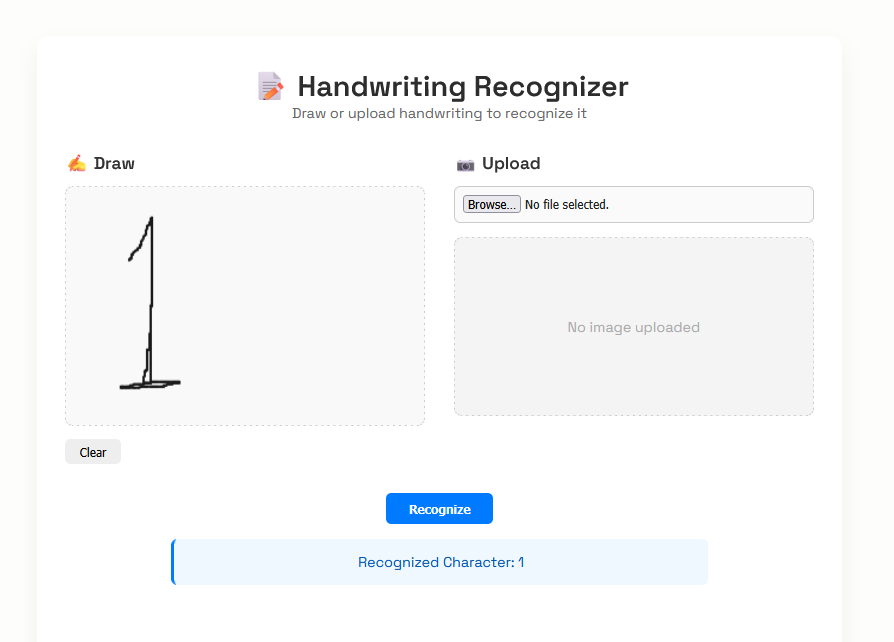 📝 Handwriting Recognizer
Draw or upload handwriting to recognize it
✍️ Draw
📷 Upload
Browse... No file selected.
1
No image uploaded
Clear
Recognize
Recognized Character: 1